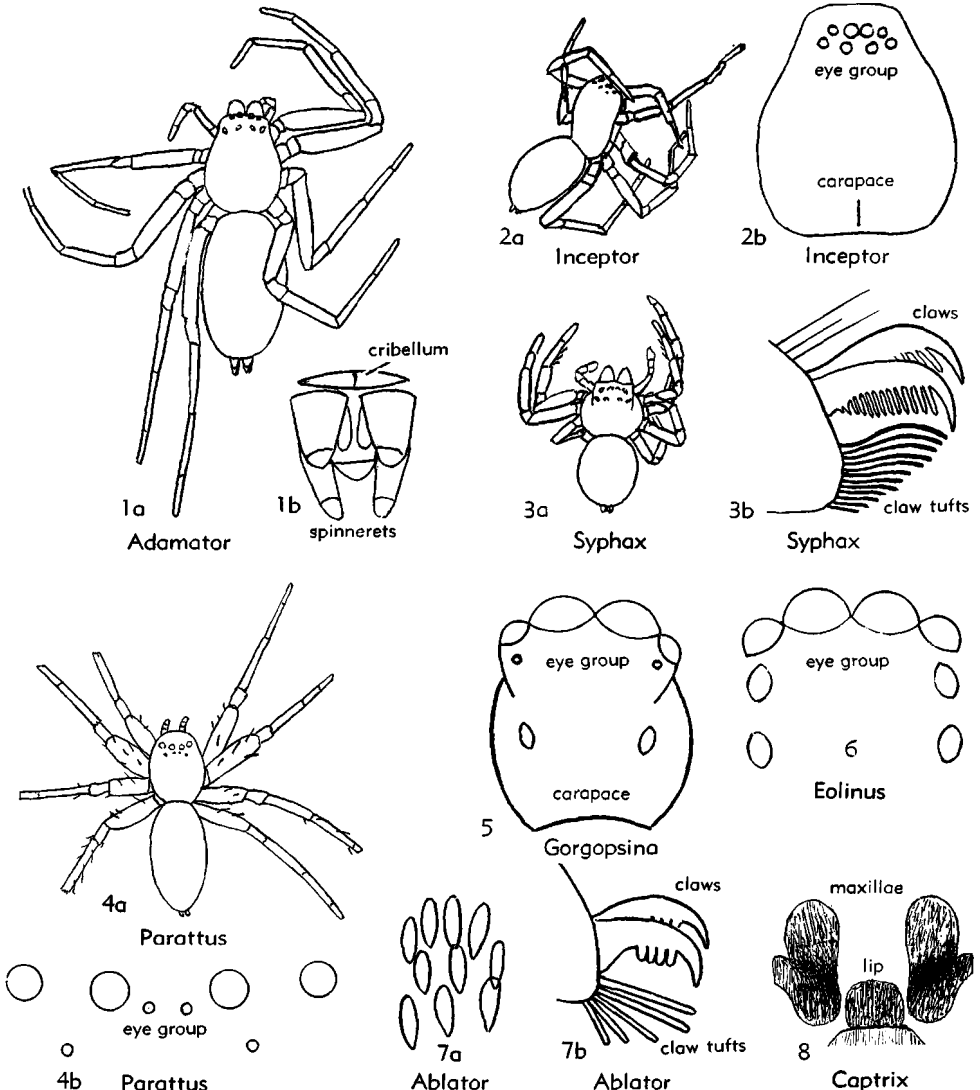 1a
Adamator
cribellum
1b
spinnerets
2a
Inceptor
eye group
carapace
2b
Inceptor
3a
Syphax
claws
3b
claw tufts
Syphax
4a
Parattus
eye group
4b
Parattus
eye group
carapace
5
Gorgopsina
eye group
6
Eolinus
7a
Ablator
claws
7b
claw tufts
Ablator
maxillae
lip
8
Captrix